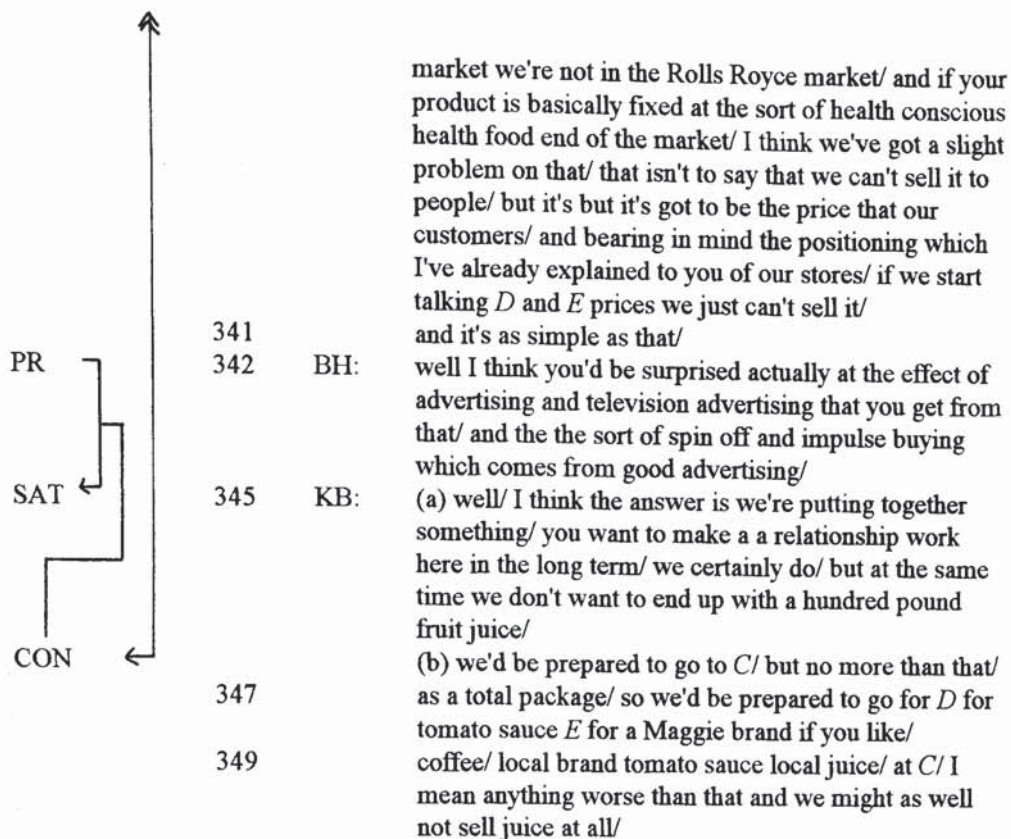 market we're not in the Rolls Royce market/ and if your
product is basically fixed at the sort of health conscious
health food end of the market/ I think we've got a slight
problem on that/ that isn't to say that we can't sell it to
people/ but it's but it's got to be the price that our
customers/ and bearing in mind the positioning which
I've already explained to you of our stores/ if we start
talking D and E prices we just can't sell it/
341 and it's as simple as that/
PR 342 BH: well I think you'd be surprised actually at the effect of
advertising and television advertising that you get from
that/ and the the sort of spin off and impulse buying
which comes from good advertising/
SAT 345 KB: (a) well/ I think the answer is we're putting together
something/ you want to make a a relationship work
here in the long term/ we certainly do/ but at the same
time we don't want to end up with a hundred pound
fruit juice/
CON (b) we'd be prepared to go to C/ but no more than that/
347 as a total package/ so we'd be prepared to go for D for
tomato sauce E for a Maggie brand if you like/
349 coffee/ local brand tomato sauce local juice/ at C/ I
mean anything worse than that and we might as well
not sell juice at all/